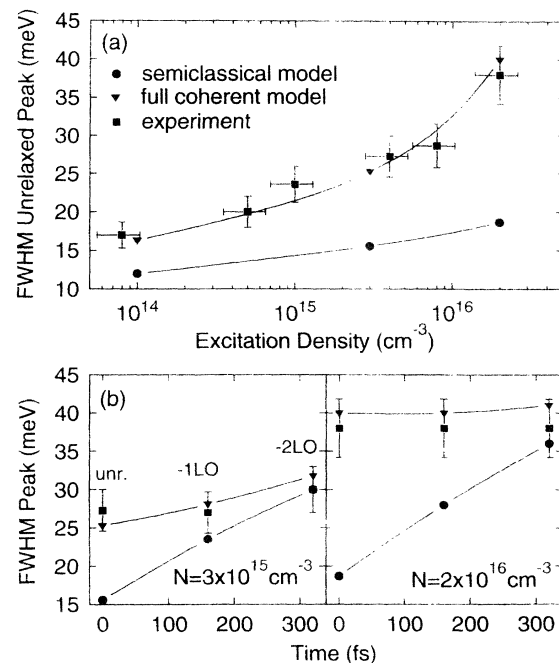 (a)
semiclassical model
full coherent model
experiment
FWHM Unrelaxed Peak (meV)
45
40
35
30
25
20
15
10
10^14
10^15
10^16
Excitation Density (cm^-3)
(b)
FWHM Peak (meV)
45
40
35
30
25
20
15
unr.
-1LO
-2LO
N=3x10^15cm^-3
N=2x10^16cm^-3
0 100 200 300 0 100 200 300
Time (fs)